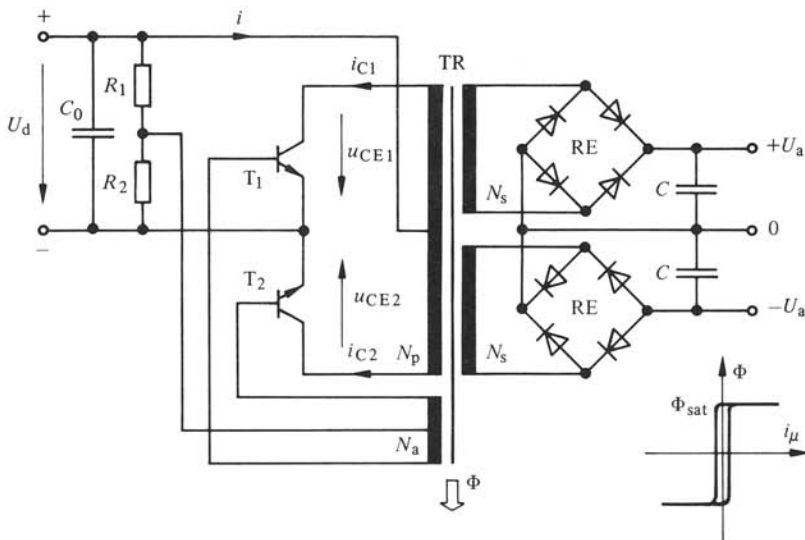 +
i
TR
i_C1
R_1
C_0
U_d
u_CE1
RE
+U_a
T_1
N_s
C
R_2
−
0
T_2
u_CE2
C
RE
−U_a
i_C2
N_p
N_s
Φ
Φ_sat
i_μ
N_a
Φ